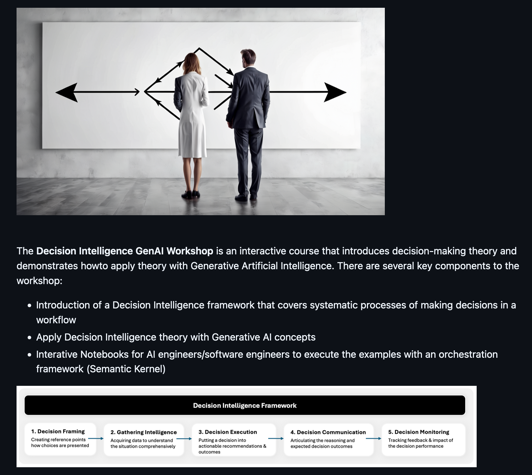 The Decision Intelligence GenAI Workshop is an interactive course that introduces decision-making theory and
demonstrates howto apply theory with Generative Artificial Intelligence. There are several key components to the
workshop:
Introduction of a Decision Intelligence framework that covers systematic processes of making decisions in a
workflow
Apply Decision Intelligence theory with Generative AI concepts
Interative Notebooks for AI engineers/software engineers to execute the examples with an orchestration
framework (Semantic Kernel)
Decision Intelligence Framework
1. Decision Framing
Creating reference points
how choices are presented
2. Gathering Intelligence
Acquiring data to understand
the situation comprehensively
3. Decision Execution
Putting a decision into
actionable recommendations &
outcomes
4. Decision Communication
Articulating the reasoning and
expected decision outcomes
5. Decision Monitoring
Tracking feedback & impact of
the decision performance